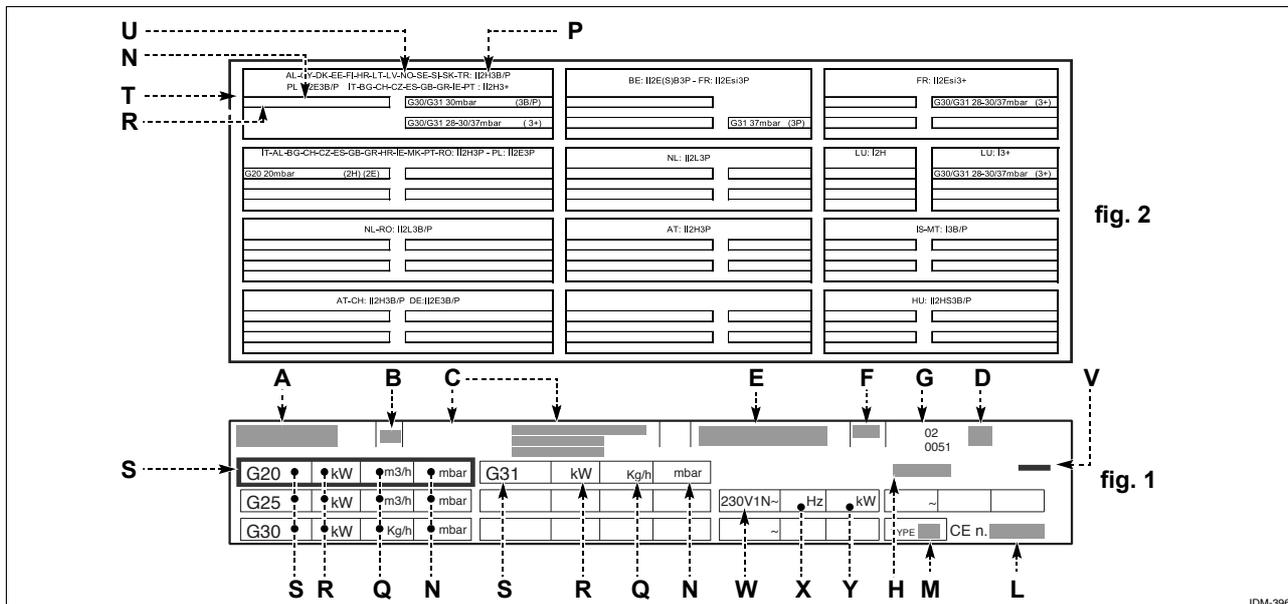 U P
N
T
R
AL-CY-DK-EE-FI-HR-LT-LV-NO-SE-SI-SK-TR: II2H3B/P
PL II2E3B/P IT-BG-CH-CZ-ES-GB-GR-IE-PT : II2H3+
G30/G31 30mbar (3B/P)
G30/G31 28-30/37mbar ( 3+)
BE: II2E(S)B3P - FR: II2Esi3P
G31 37mbar (3P)
FR: II2Esi3+
G30/G31 28-30/37mbar (3+)
IT-AL-BG-CH-CZ-ES-GB-GR-HR-IE-MK-PT-RO: II2H3P - PL: II2E3P
G20 20mbar (2H) (2E)
NL: II2L3P
LU: I2H
LU: I3+
G30/G31 28-30/37mbar (3+)
fig. 2
NL-RO: II2L3B/P
AT: II2H3P
IS-MT: I3B/P
AT-CH: II2H3B/P DE:II2E3B/P
HU: II2HS3B/P
A B C E F G D V
02
0051
S
G20 kW m3/h mbar G31 kW Kg/h mbar
fig. 1
G25 kW m3/h mbar 230V1N~ Hz kW ~
G30 kW Kg/h mbar ~ TYPE CE n.
S R Q N S R Q N W X Y H M L
IDM-396